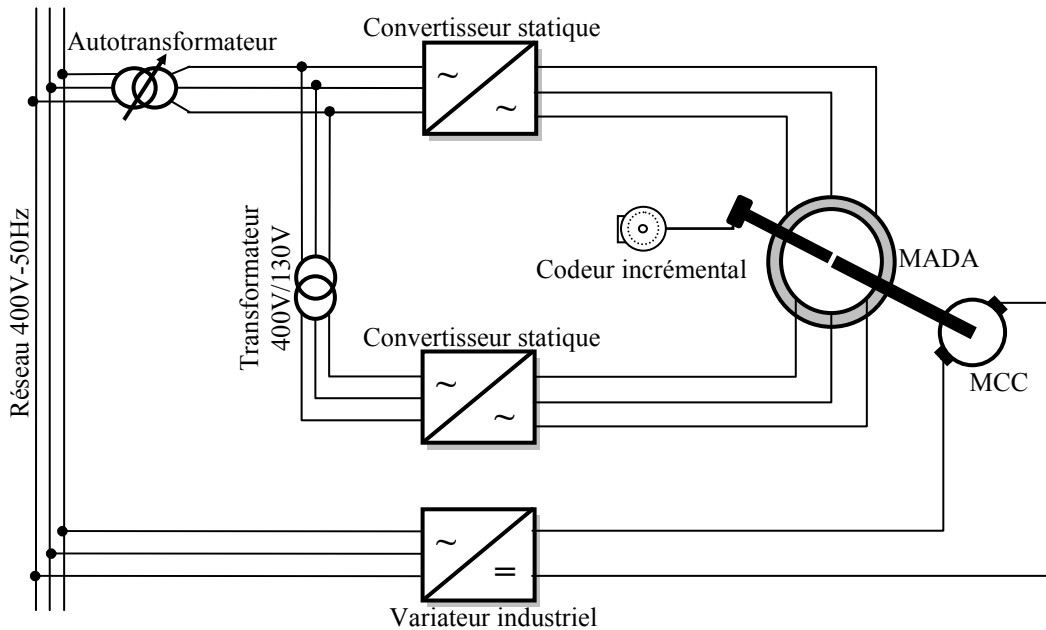 Convertisseur statique
Autotransformateur
~
~
Réseau 400V-50Hz
Transformateur
400V/130V
Codeur incrémental
MADA
Convertisseur statique
~
~
MCC
~
=
Variateur industriel